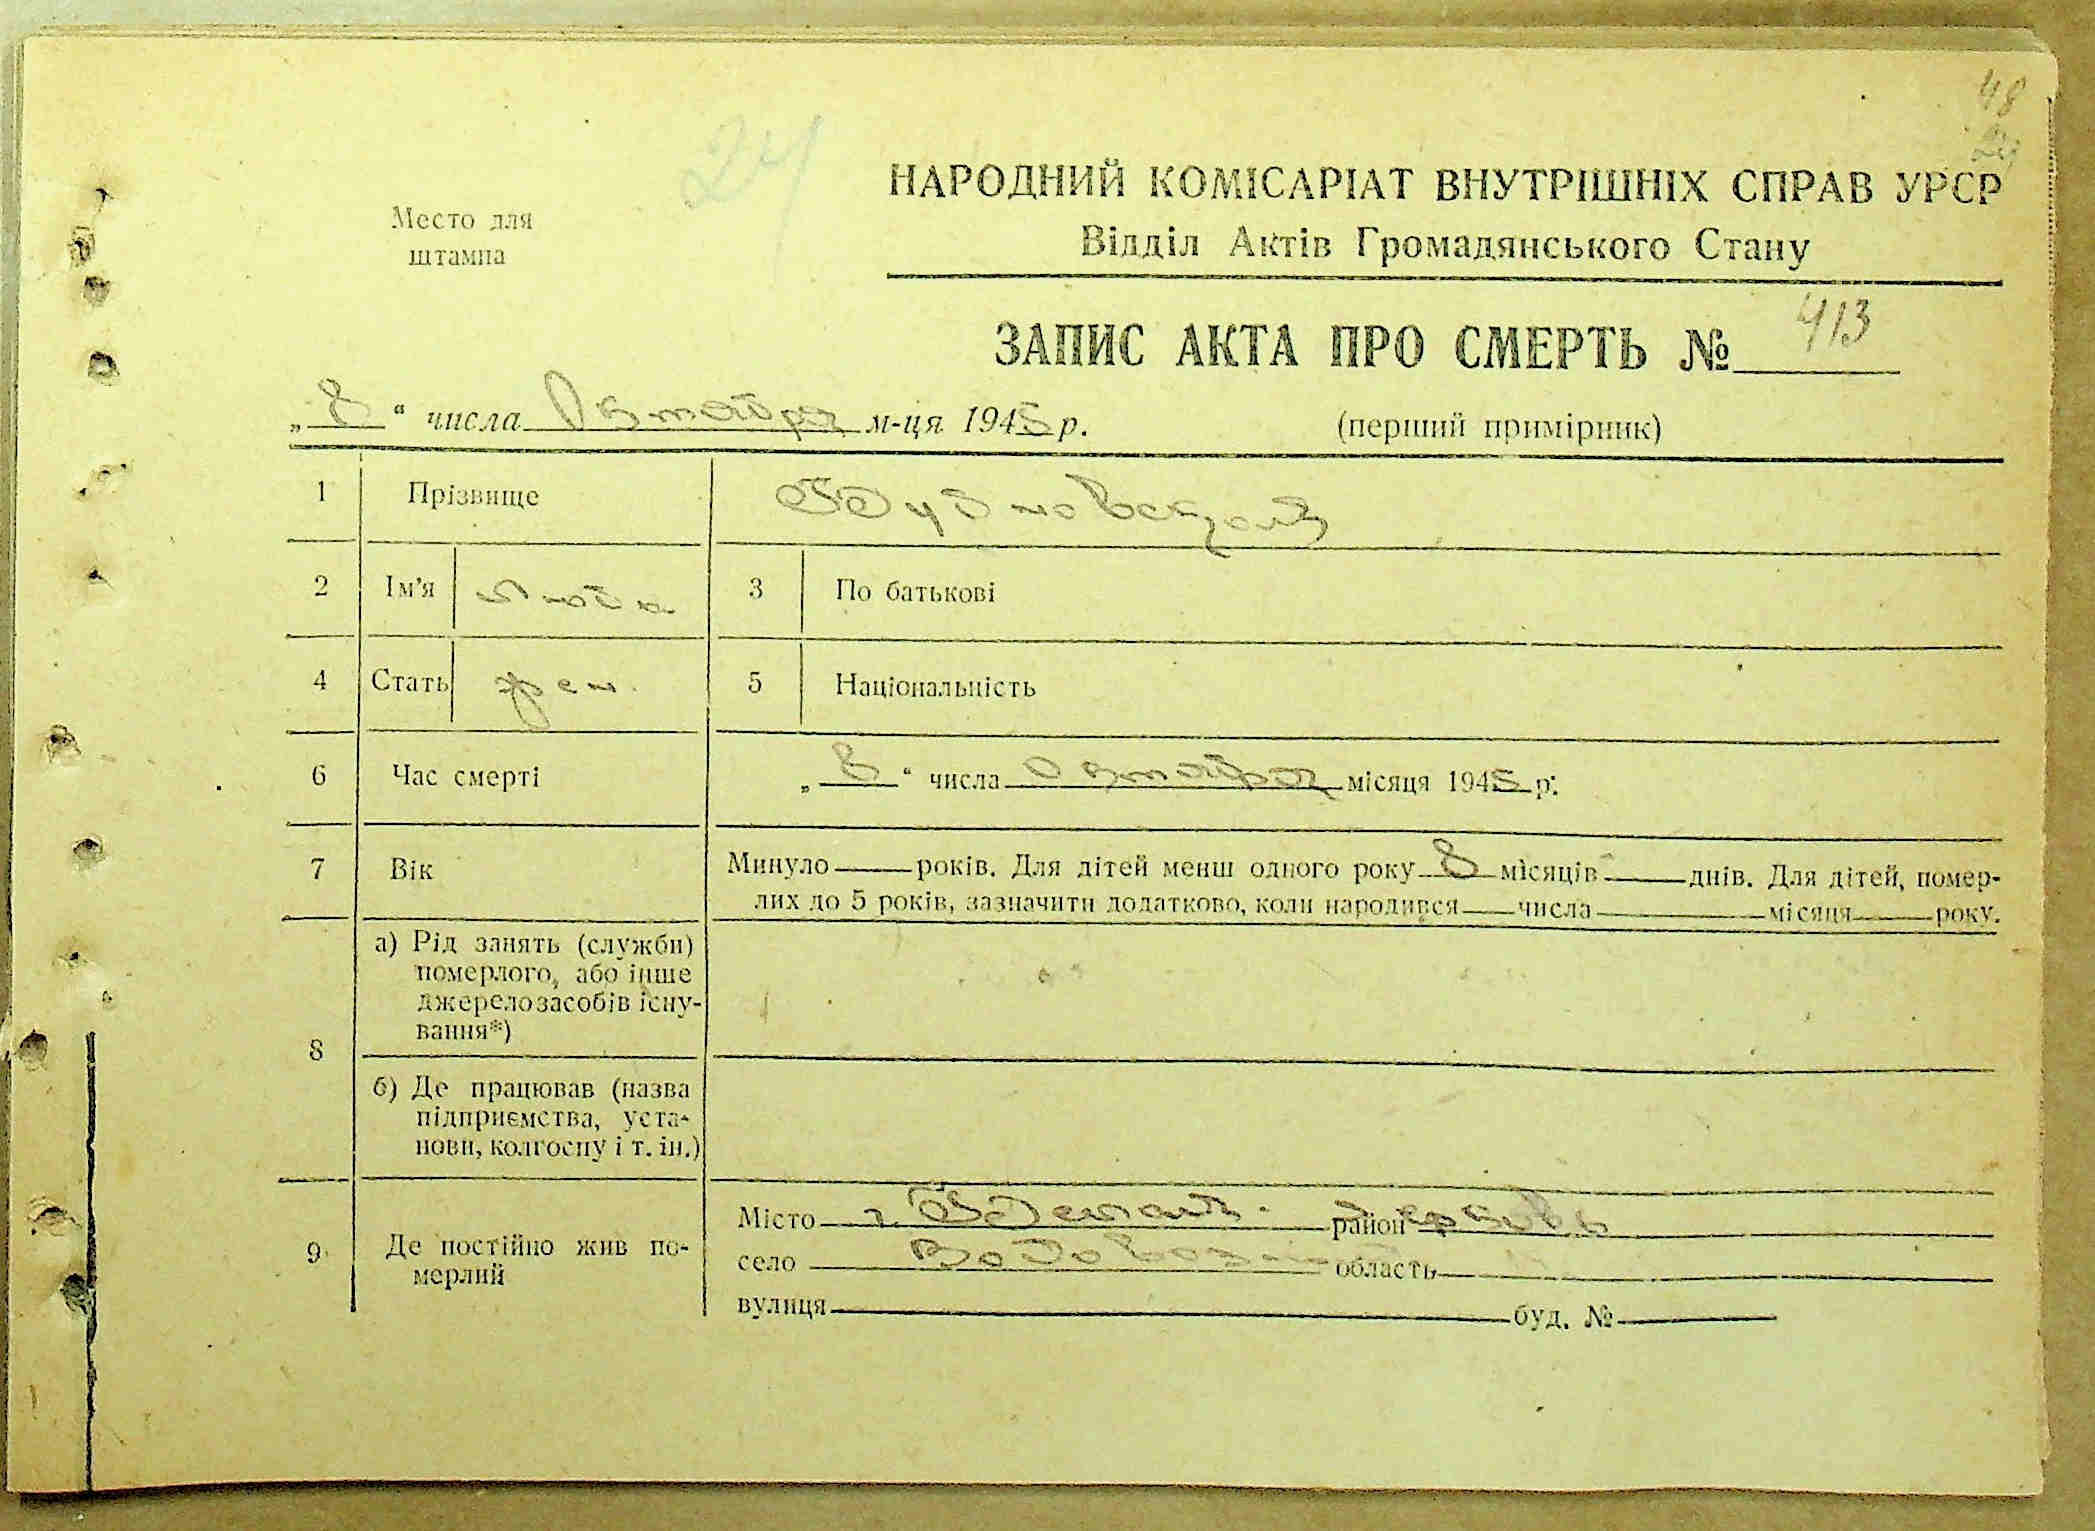 48
24
24
НАРОДНИЙ КОМІСАРІАТ ВНУТРІШНІХ СПРАВ УРСР
Место для
штампа
Відділ Актів Громадянського Стану
ЗАПИС АКТА ПРО СМЕРТЬ № 413
„8“ числа Октября м-ця 1945 р. (перший примірник)
1 Прізвище
2 Ім'я Люба 3 По батькові
4 Стать жен. 5 Національність
6 Час смерті „8“ числа Октября місяця 1945 р.
7 Вік Минуло — років. Для дітей менш одного року 8 місяців — днів. Для дітей, помер-
лих до 5 років, зазначити додатково, коли народився числа місяця року.
8 а) Рід занять (служби)
померлого, або інше
джерело засобів існу-
вання*)
б) Де працював (назва
підприємства, уста-
нови, колгоспу і т. ін.)
9 Де постійно жив по-
мерлий
Місто г. район
село область
вулиця буд. №